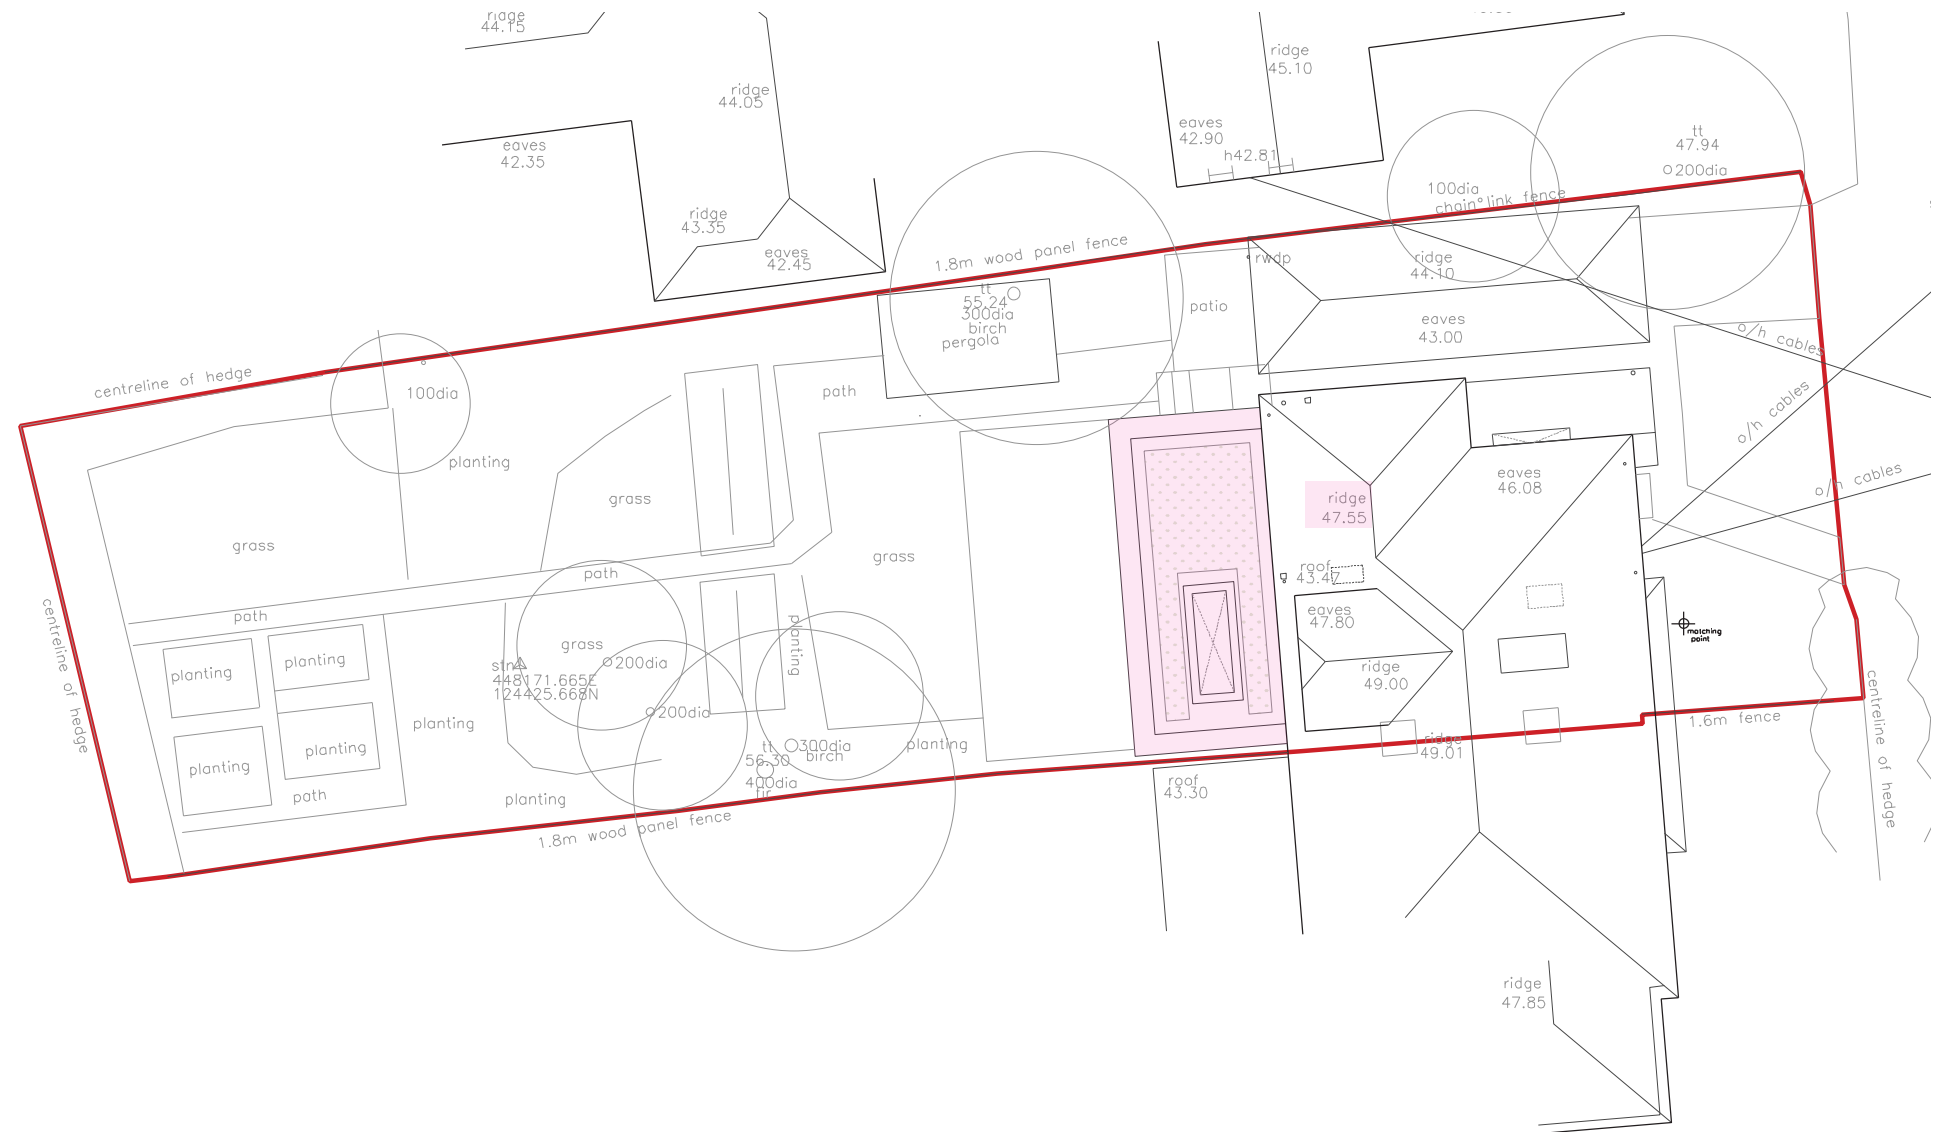 ridge
44.15
ridge
44.05
eaves
42.35
ridge
43.35
eaves
42.45
ridge
45.10
eaves
42.90
h42.81
tt
47.94
200dia
100dia
chain link fence
1.8m wood panel fence
rwdp
ridge
44.10
patio
eaves
43.00
tt
55.24
300dia
birch
pergola
o/h cables
o/h cables
o/h cables
centreline of hedge
100dia
path
planting
grass
grass
grass
path
path
ridge
47.55
eaves
46.08
roof
43.47
eaves
47.80
ridge
49.00
matching
point
centreline of hedge
planting
planting
planting
planting
path
planting
grass
stn4
448171.665E
124425.668N
200dia
200dia
planting
tt
56.30
300dia
birch
400dia
fir
planting
planting
1.8m wood panel fence
ridge
49.01
1.6m fence
centreline of hedge
roof
43.30
ridge
47.85